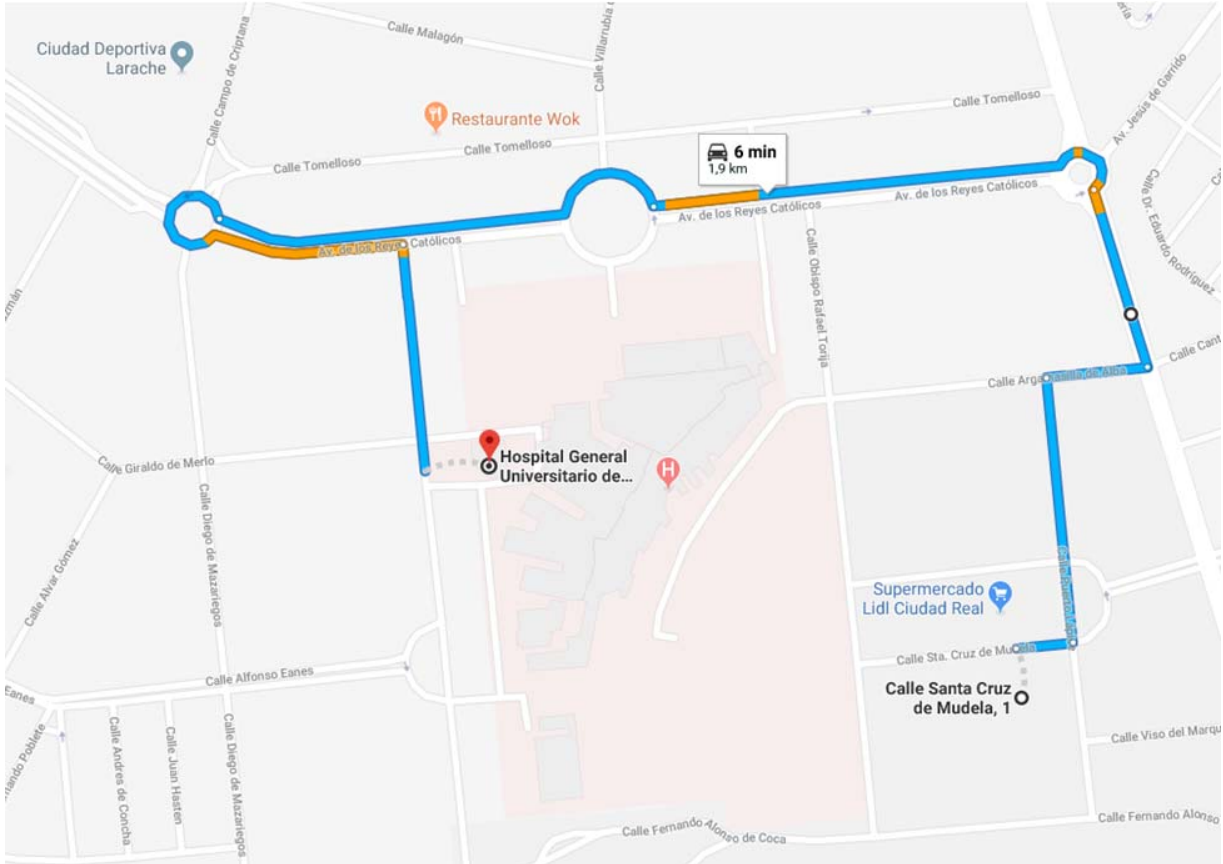 Calle Malagón
Ciudad Deportiva
Larache
Calle Campo de Criptana
Calle Villarrubia
Restaurante Wok
Calle Tomelloso
Calle Tomelloso
Calle Tomelloso
Av. Jesús de Garrido
6 min
1,9 km
Av. de los Reyes Católicos
Av. de los Reyes Católicos
Av. de los Reyes Católicos
Calle Dr. Eduardo Rodríguez
Calle Obispo Rafael Torija
Calle
Calle Giraldo de Merlo
Hospital General
Universitario de...
H
Calle Diego de Mazariegos
Calle Alvar Gómez
Supermercado
Lidl Ciudad Real
Calle Sta. Cruz de Mudela
Calle Santa Cruz
de Mudela, 1
Calle Alfonso Eanes
Eanes
Poblete
Calle Andres de Concha
Calle Juan Hasten
Calle Diego de Mazariegos
Calle Viso del Marqu
Calle Fernando Alonso de Coca
Calle Fernando Alonso